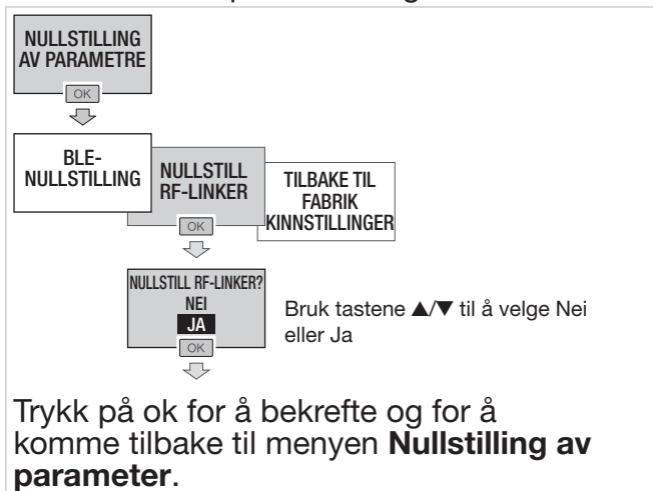 NULLSTILLING
AV PARAMETRE
OK
BLE-
NULLSTILLING
NULLSTILL
RF-LINKER
OK
TILBAKE TIL
FABRIK
KINNSTILLINGER
NULLSTILL RF-LINKER?
NEI
JA
OK
Bruk tastene ▲/▼ til å velge Nei
eller Ja
Trykk på ok for å bekrefte og for å
komme tilbake til menyen Nullstilling av
parameter.